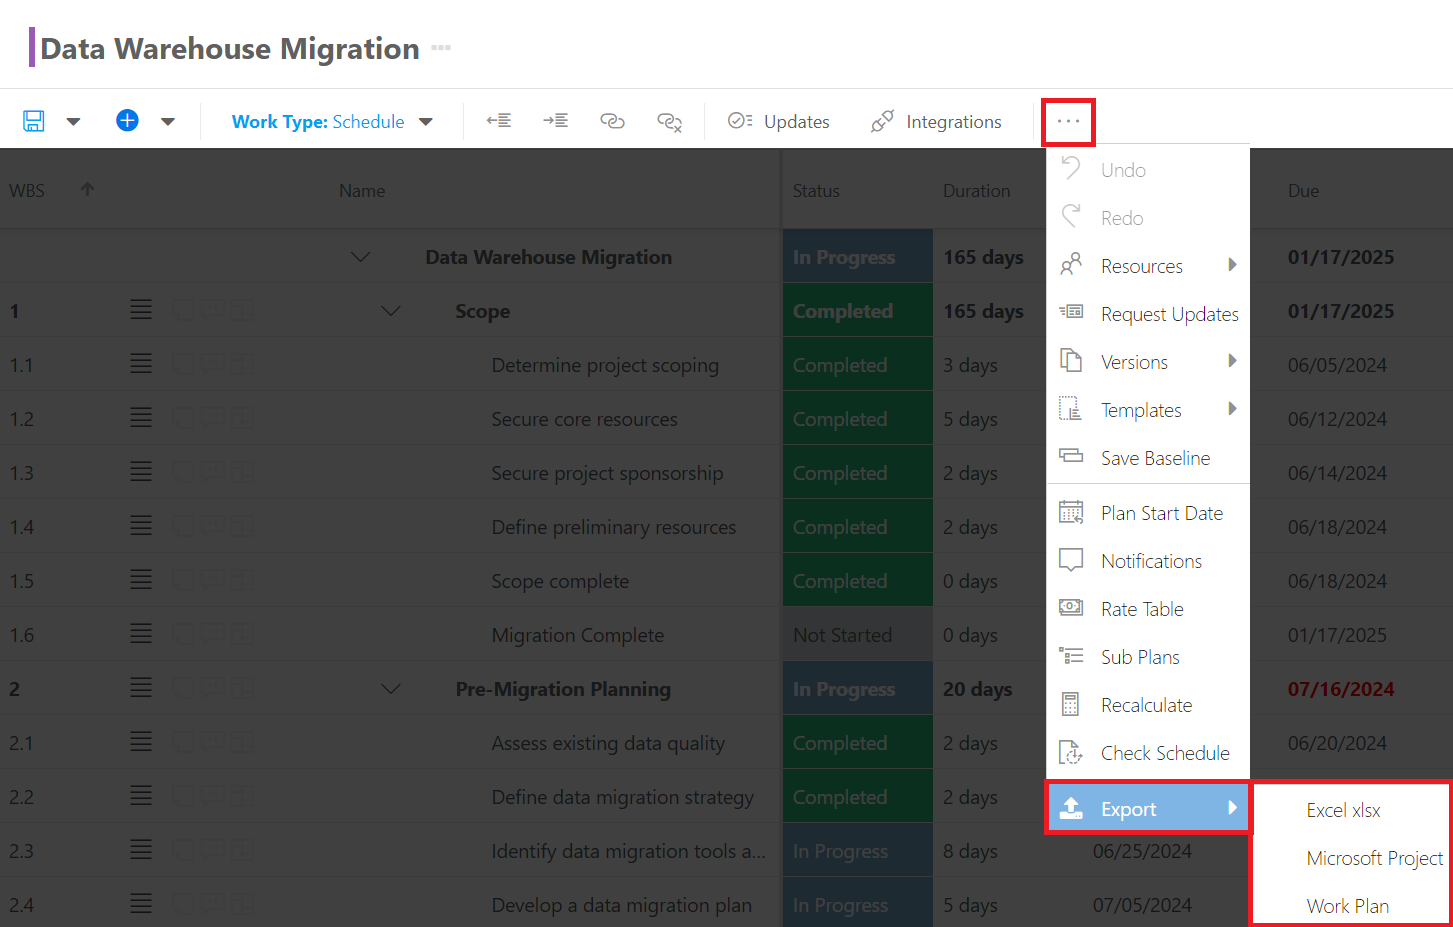 Data Warehouse Migration ...
Work Type: Schedule Updates Integrations ...
WBS Name Status Duration Due
Data Warehouse Migration In Progress 165 days 01/17/2025
1 Scope Completed 165 days 01/17/2025
1.1 Determine project scoping Completed 3 days 06/05/2024
1.2 Secure core resources Completed 5 days 06/12/2024
1.3 Secure project sponsorship Completed 2 days 06/14/2024
1.4 Define preliminary resources Completed 2 days 06/18/2024
1.5 Scope complete Completed 0 days 06/18/2024
1.6 Migration Complete Not Started 0 days 01/17/2025
2 Pre-Migration Planning In Progress 20 days 07/16/2024
2.1 Assess existing data quality Completed 2 days 06/20/2024
2.2 Define data migration strategy Completed 2 days
2.3 Identify data migration tools a... In Progress 8 days 06/25/2024
2.4 Develop a data migration plan In Progress 5 days 07/05/2024
Undo
Redo
Resources
Request Updates
Versions
Templates
Save Baseline
Plan Start Date
Notifications
Rate Table
Sub Plans
Recalculate
Check Schedule
Export
Excel xlsx
Microsoft Project
Work Plan